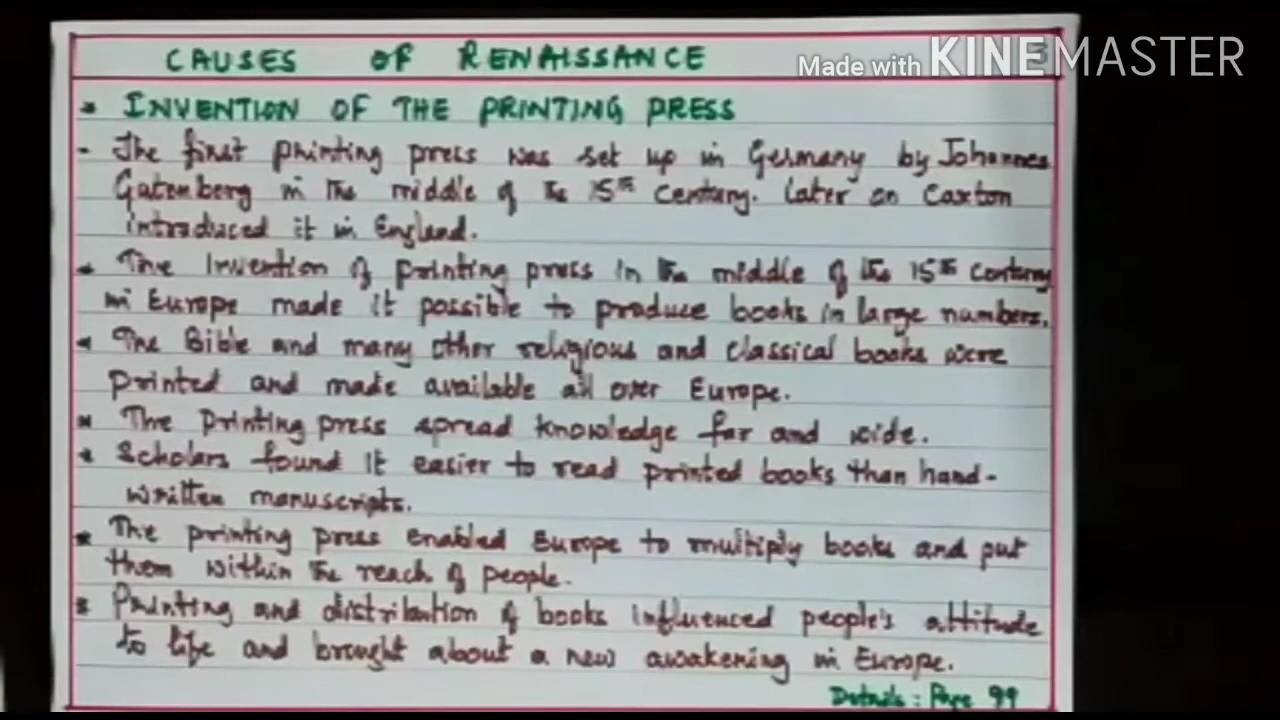 CAUSES OF RENAISSANCE
Made with KINEMASTER
* INVENTION OF THE PRINTING PRESS
- The first printing press was set up in Germany by Johannes
Gutenberg in the middle of the 15th Century. Later on Caxton
introduced it in England.
* The Invention of printing press in the middle of the 15th century
in Europe made it possible to produce books in large numbers.
* The Bible and many other religious and classical books were
printed and made available all over Europe.
* The printing press spread knowledge far and wide.
* Scholars found it easier to read printed books than hand-
written manuscripts.
* The printing press enabled Europe to multiply books and put
them within the reach of people.
* Printing and distribution of books influenced people's attitude
to life and brought about a new awakening in Europe.
Details: Page 99